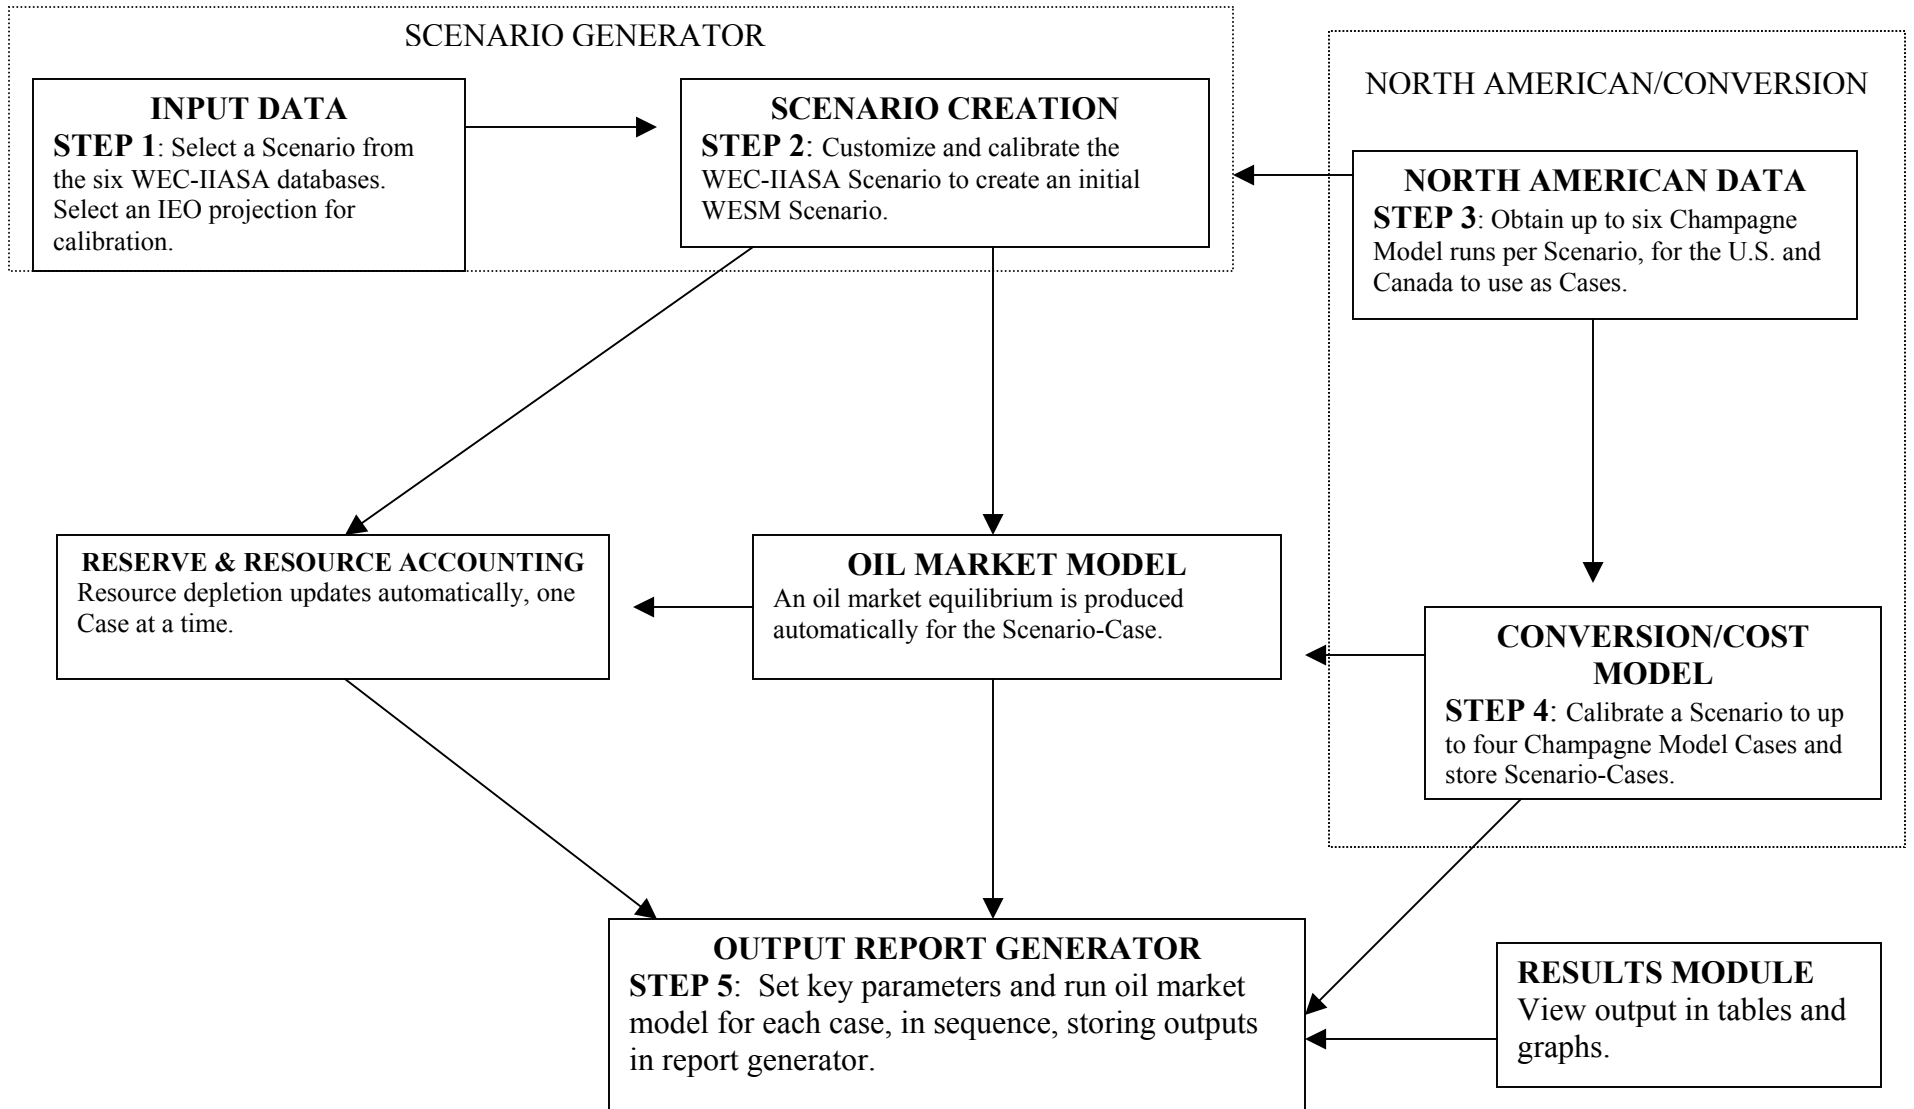 SCENARIO GENERATOR
INPUT DATA
STEP 1: Select a Scenario from
the six WEC-IIASA databases.
Select an IEO projection for
calibration.
SCENARIO CREATION
STEP 2: Customize and calibrate the
WEC-IIASA Scenario to create an initial
WESM Scenario.
NORTH AMERICAN/CONVERSION
NORTH AMERICAN DATA
STEP 3: Obtain up to six Champagne
Model runs per Scenario, for the U.S. and
Canada to use as Cases.
RESERVE & RESOURCE ACCOUNTING
Resource depletion updates automatically, one
Case at a time.
OIL MARKET MODEL
An oil market equilibrium is produced
automatically for the Scenario-Case.
CONVERSION/COST
MODEL
STEP 4: Calibrate a Scenario to up
to four Champagne Model Cases and
store Scenario-Cases.
OUTPUT REPORT GENERATOR
STEP 5:  Set key parameters and run oil market
model for each case, in sequence, storing outputs
in report generator.
RESULTS MODULE
View output in tables and
graphs.